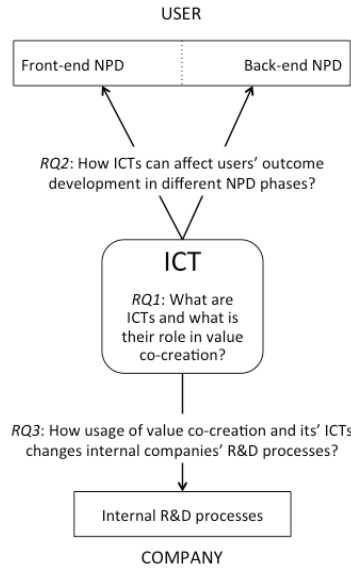 USER
Front-end NPD
Back-end NPD
RQ2: How ICTs can affect users’ outcome
development in different NPD phases?
ICT
RQ1: What are
ICTs and what is
their role in value
co-creation?
RQ3: How usage of value co-creation and its’ ICTs
changes internal companies’ R&D processes?
Internal R&D processes
COMPANY